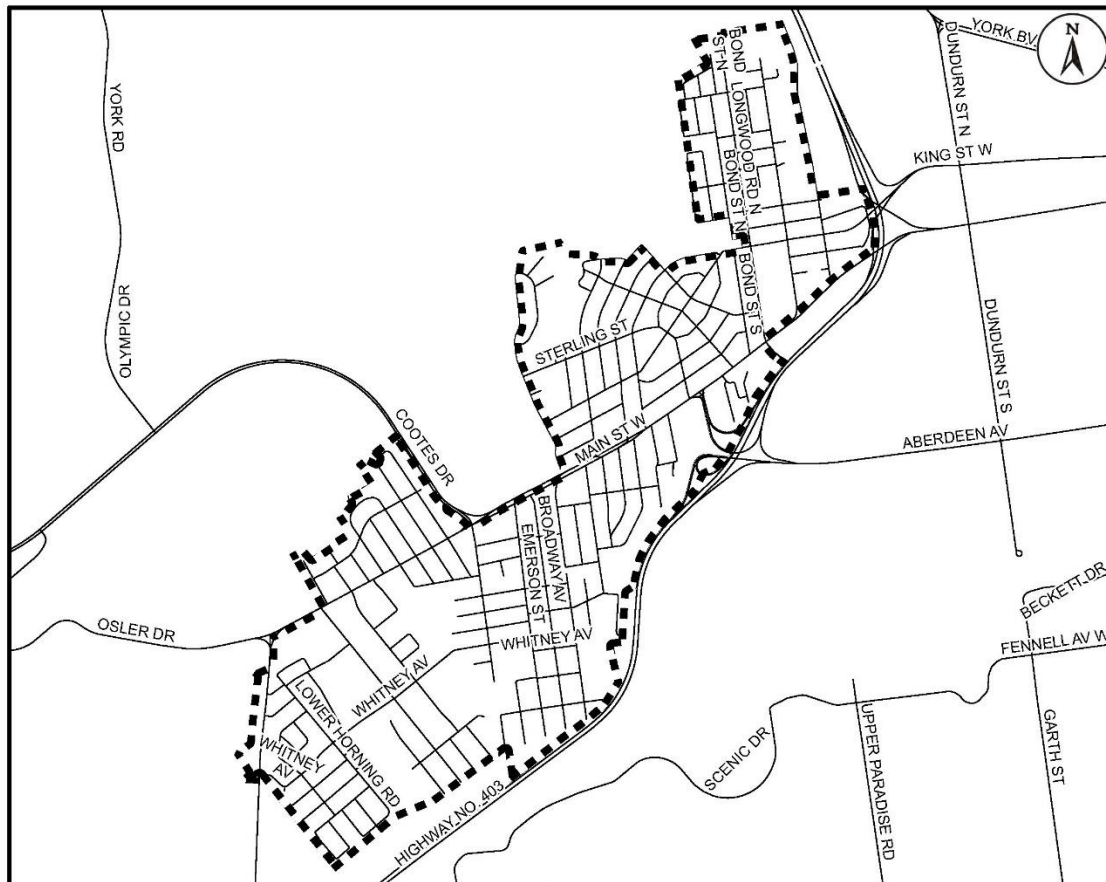 YORK BV
N
BOND
ST N
DUNDURN ST N
YORK RD
LONGWOOD RD N
BOND ST N
KING ST W
BOND ST S
OLYMPIC DR
STERLING ST
DUNDURN ST S
COOTES DR
MAIN ST W
ABERDEEN AV
BROADWAY AV
EMERSON ST
BECKETT DR
OSLER DR
WHITNEY AV
FENNELL AV W
WHITNEY AV
LOWER HORNING RD
WHITNEY
AV
UPPER PARADISE RD
GARTH ST
SCENIC DR
HIGHWAY NO. 403